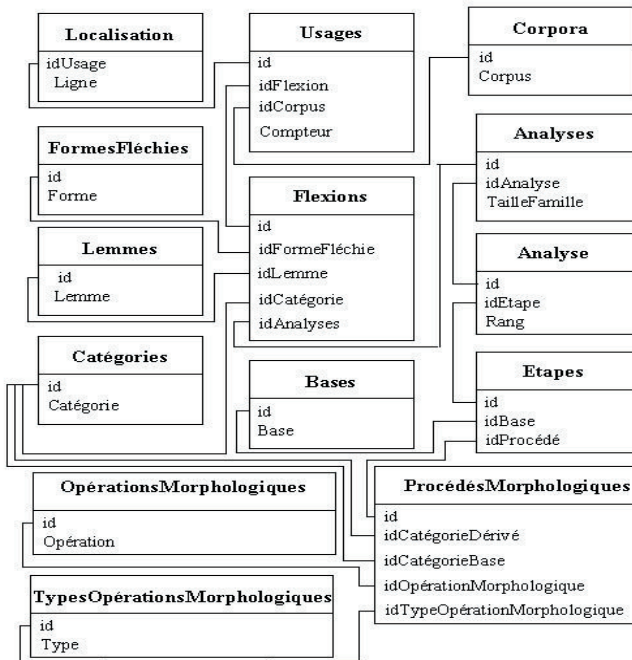 Localisation
idUsage
Ligne
Usages
id
idFlexion
idCorpus
Compteur
Corpora
id
Corpus
FormesFléchies
id
Forme
Analyses
id
idAnalyse
TailleFamille
Flexions
id
idFormeFléchie
idLemme
idCatégorie
idAnalyses
Lemmes
id
Lemme
Analyse
id
idEtape
Rang
Catégories
id
Catégorie
Bases
id
Base
Etapes
id
idBase
idProcédé
OpérationsMorphologiques
id
Opération
ProcédésMorphologiques
id
idCatégorieDérivé
idCatégorieBase
idOpérationMorphologique
idTypeOpérationMorphologique
TypesOpérationsMorphologiques
id
Type